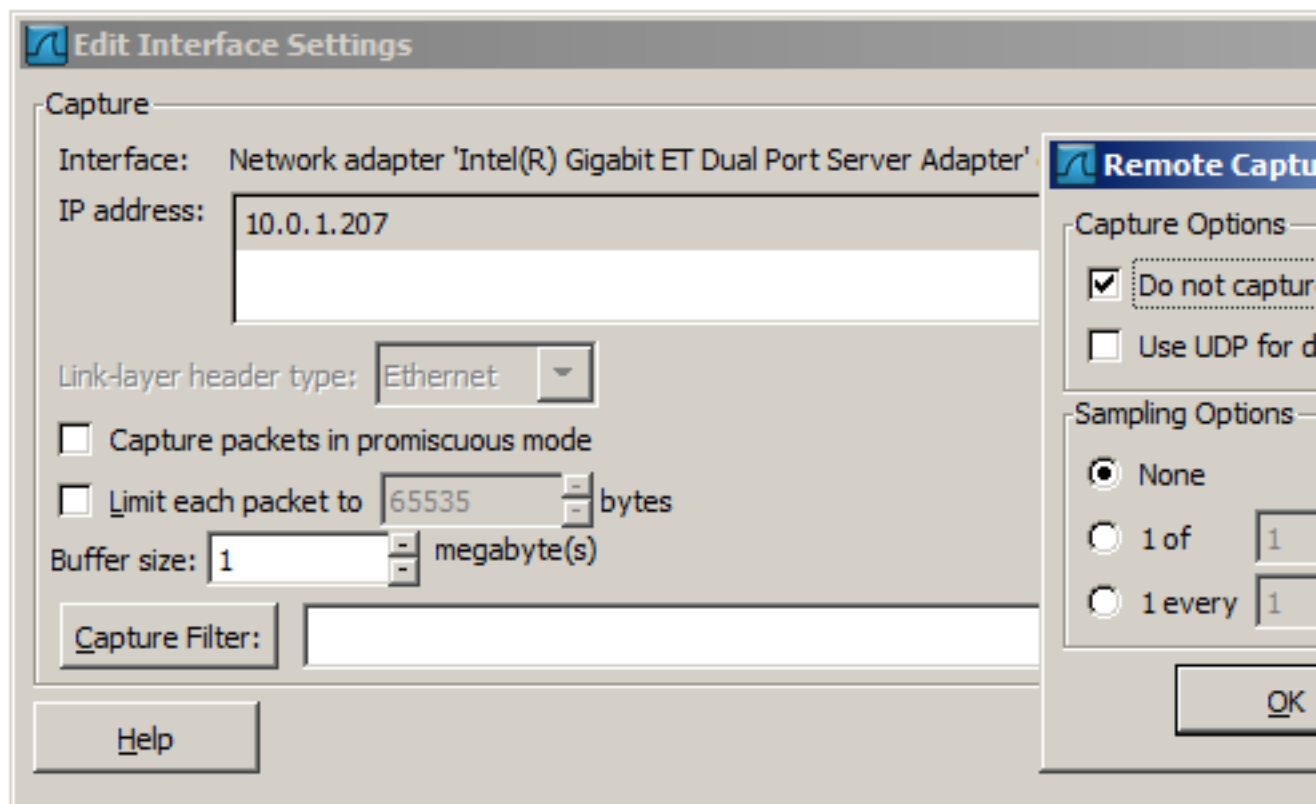 Edit Interface Settings
Capture
Interface: Network adapter 'Intel(R) Gigabit ET Dual Port Server Adapter'
IP address: 10.0.1.207
Link-layer header type: Ethernet
Capture packets in promiscuous mode
Limit each packet to 65535 bytes
Buffer size: 1 megabyte(s)
Capture Filter:
Help
Remote Captu
Capture Options
Do not captur
Use UDP for d
Sampling Options
None
1 of 1
1 every 1
OK